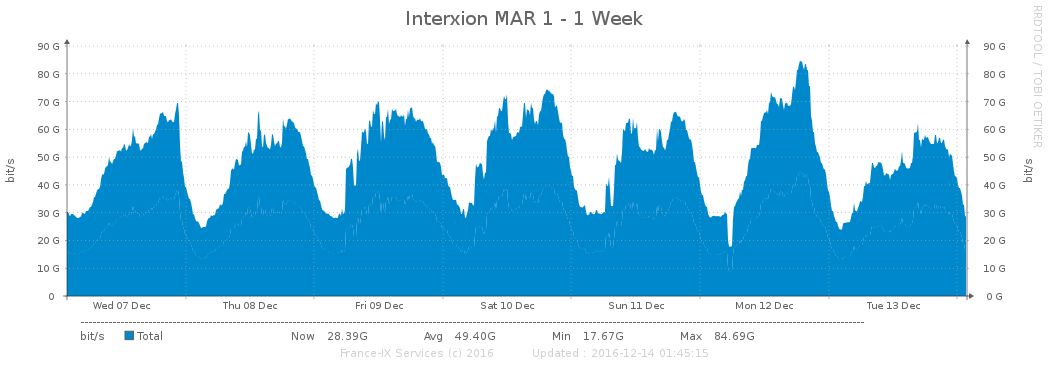 Interxion MAR 1 - 1 Week
RRDTOOL / TOBI OETIKER
90 G 90 G
80 G 80 G
70 G 70 G
60 G 60 G
50 G 50 G
40 G 40 G
30 G 30 G
20 G 20 G
10 G 10 G
0 0 G
bit/s
bit/s
Wed 07 Dec Thu 08 Dec Fri 09 Dec Sat 10 Dec Sun 11 Dec Mon 12 Dec Tue 13 Dec
bit/s Total Now 28.39G Avg 49.40G Min 17.67G Max 84.69G
France-IX Services (c) 2016 Updated : 2016-12-14 01:45:15